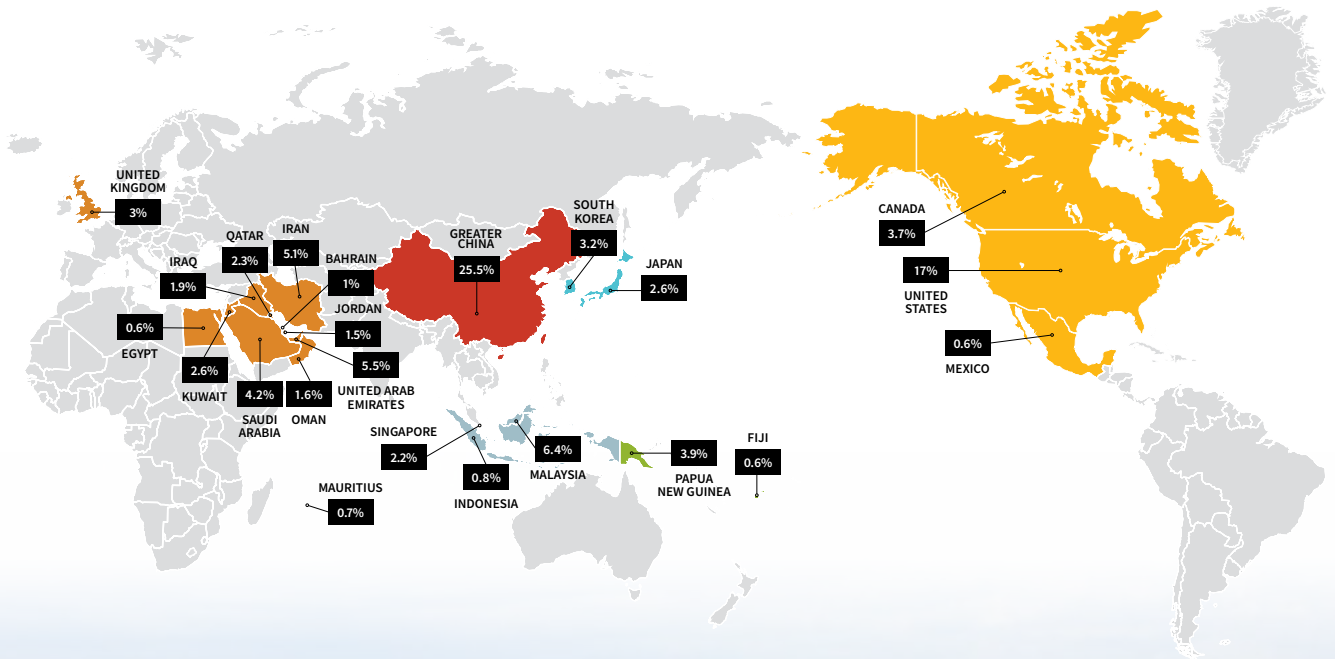 UNITED
KINGDOM
3%
QATAR
2.3%
IRAN
5.1%
IRAQ
1.9%
BAHRAIN
1%
JORDAN
1.5%
0.6%
EGYPT
2.6%
KUWAIT
4.2%
SAUDI
ARABIA
1.6%
OMAN
5.5%
UNITED ARAB
EMIRATES
GREATER
CHINA
25.5%
SOUTH
KOREA
3.2%
JAPAN
2.6%
SINGAPORE
2.2%
0.8%
INDONESIA
6.4%
MALAYSIA
3.9%
PAPUA
NEW GUINEA
FIJI
0.6%
MAURITIUS
0.7%
CANADA
3.7%
17%
UNITED
STATES
0.6%
MEXICO